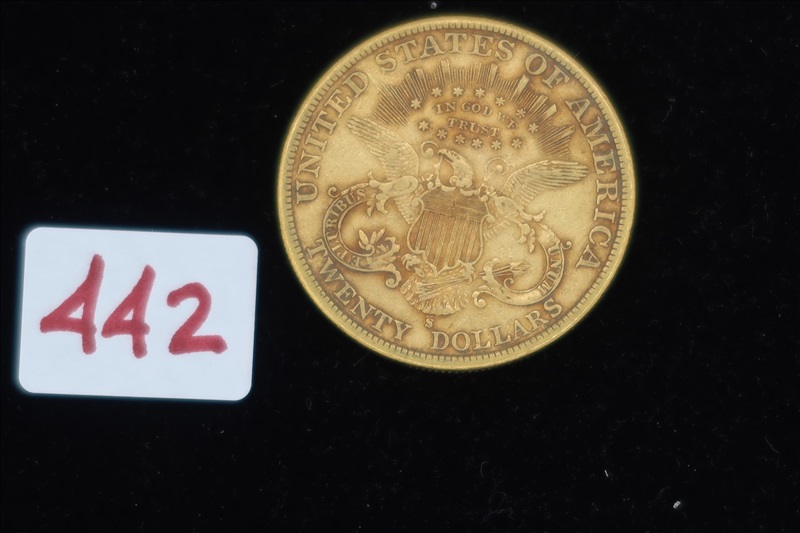 442
UNITED STATES OF AMERICA
IN GOD WE
TRUST
E PLURIBUS UNUM
S
TWENTY DOLLARS